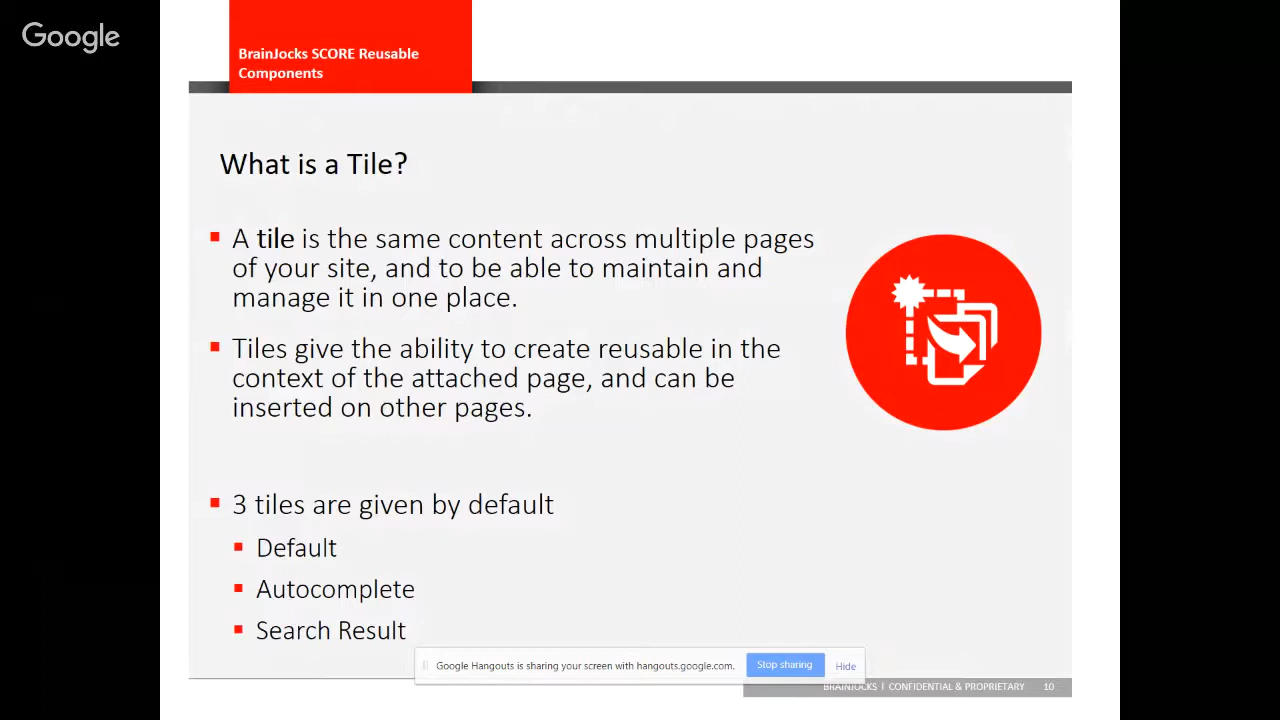 Google
BrainJocks SCORE Reusable
Components
What is a Tile?
A tile is the same content across multiple pages
of your site, and to be able to maintain and
manage it in one place.
Tiles give the ability to create reusable in the
context of the attached page, and can be
inserted on other pages.
3 tiles are given by default
Default
Autocomplete
Search Result
Google Hangouts is sharing your screen with hangouts.google.com.
Stop sharing
Hide
BRAINJOCKS | CONFIDENTIAL & PROPRIETARY 10